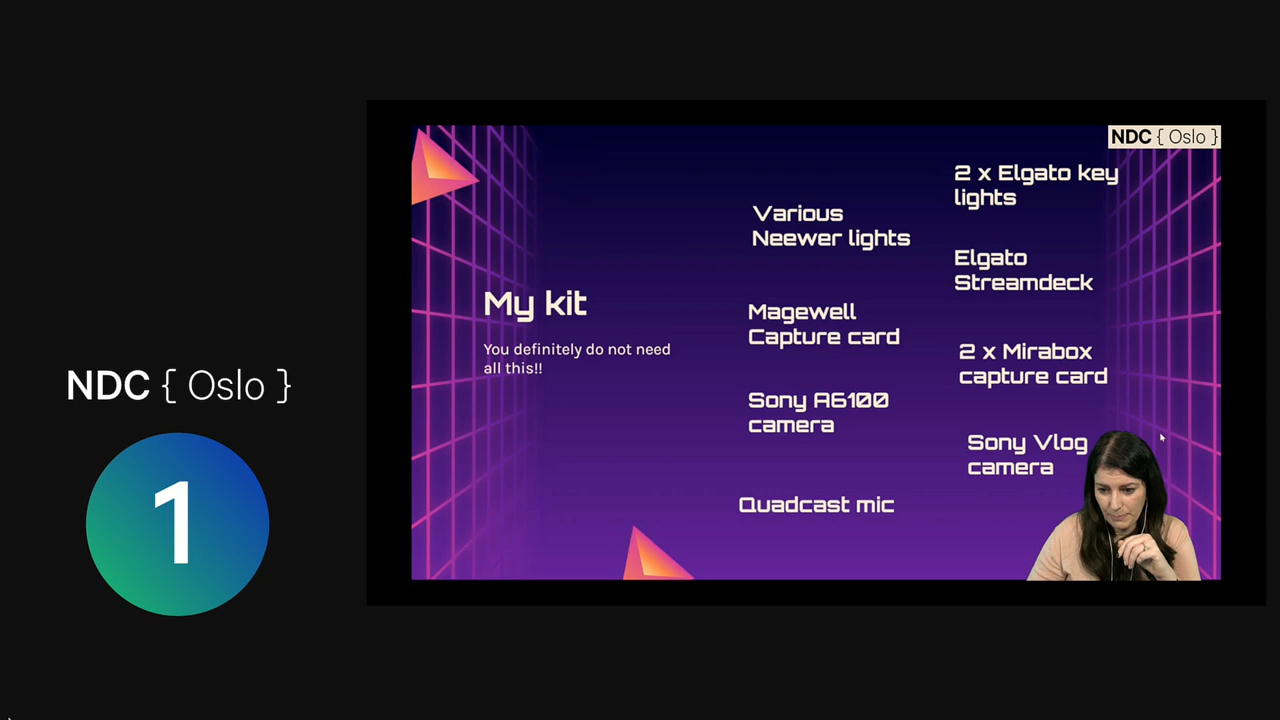 NDC { Oslo }
1
NDC { Oslo }
My kit
You definitely do not need
all this!!
Various
Neewer lights
Magewell
Capture card
Sony A6100
camera
Quadcast mic
2 x Elgato key
lights
Elgato
Streamdeck
2 x Mirabox
capture card
Sony Vlog
camera